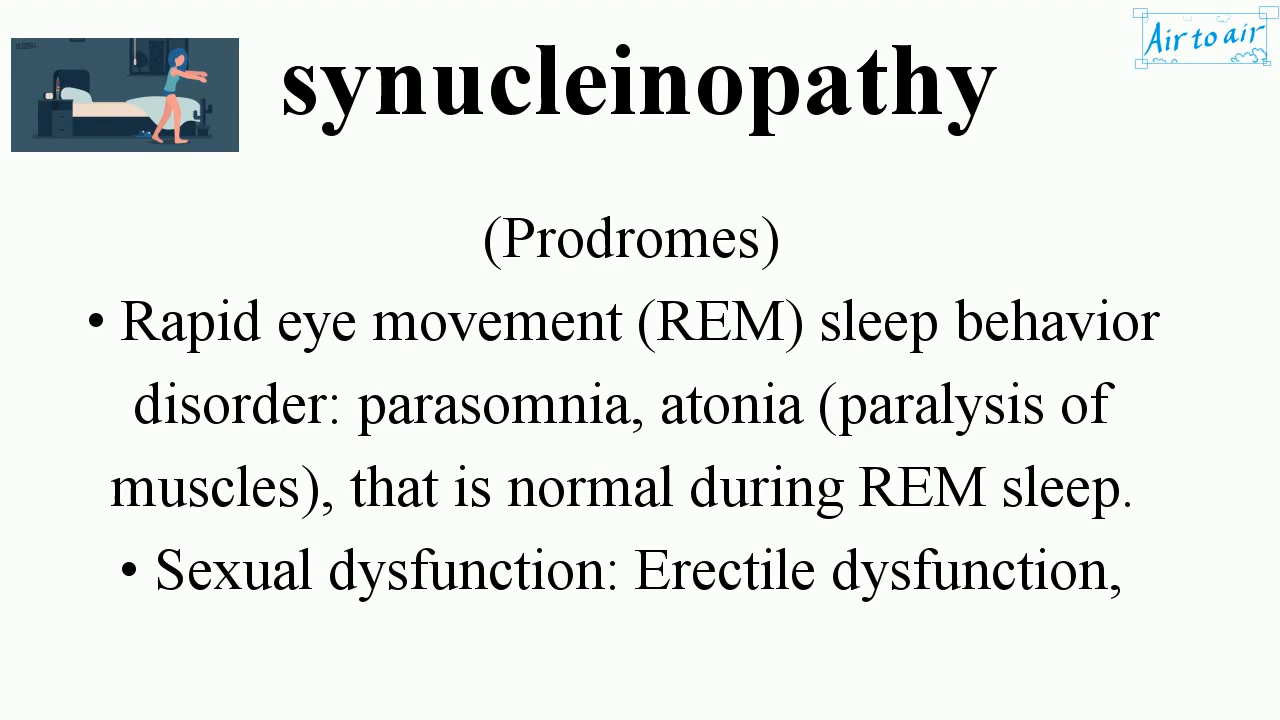 synucleinopathy
Air to air
(Prodromes)
• Rapid eye movement (REM) sleep behavior
disorder: parasomnia, atonia (paralysis of
muscles), that is normal during REM sleep.
• Sexual dysfunction: Erectile dysfunction,